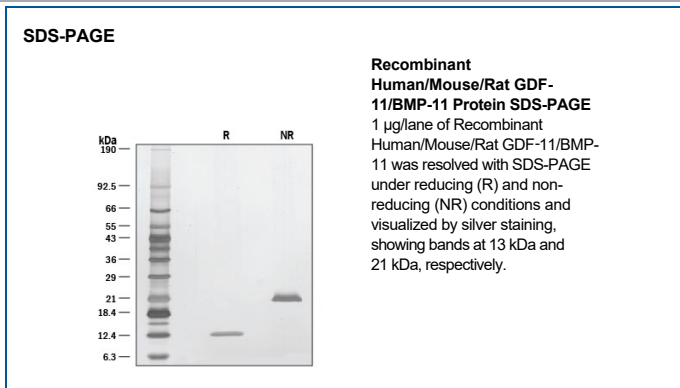 SDS-PAGE
Recombinant
Human/Mouse/Rat GDF-
11/BMP-11 Protein SDS-PAGE
1 µg/lane of Recombinant
Human/Mouse/Rat GDF-11/BMP-
11 was resolved with SDS-PAGE
under reducing (R) and non-
reducing (NR) conditions and
visualized by silver staining,
showing bands at 13 kDa and
21 kDa, respectively.
R NR
kDa
190
92.5
66
55
43
36
29
21
18.4
12.4
6.3